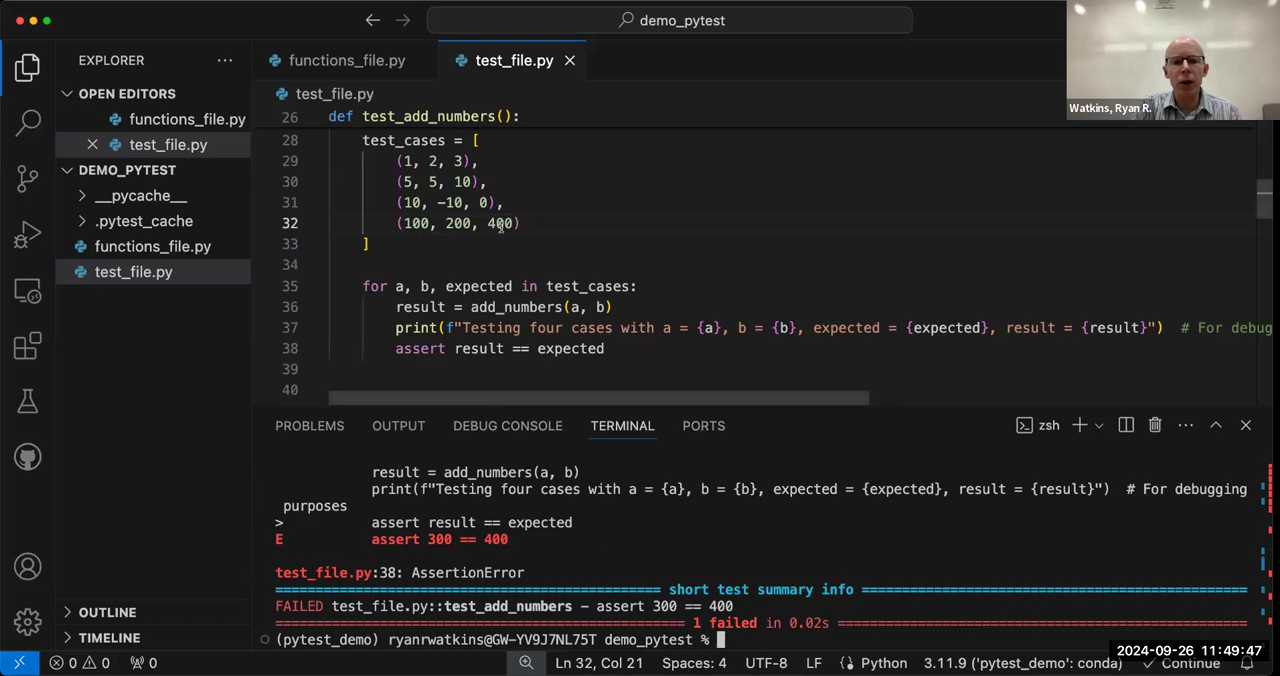 demo_pytest
EXPLORER ...
functions_file.py
test_file.py
Watkins, Ryan R.
OPEN EDITORS
functions_file.py
test_file.py
DEMO_PYTEST
__pycache__
.pytest_cache
functions_file.py
test_file.py
OUTLINE
TIMELINE
test_file.py
26 def test_add_numbers():
28 test_cases = [
29 (1, 2, 3),
30 (5, 5, 10),
31 (10, -10, 0),
32 (100, 200, 400)
33 ]
34
35 for a, b, expected in test_cases:
36 result = add_numbers(a, b)
37 print(f"Testing four cases with a = {a}, b = {b}, expected = {expected}, result = {result}") # For debug
38 assert result == expected
39
40
PROBLEMS OUTPUT DEBUG CONSOLE TERMINAL PORTS zsh
result = add_numbers(a, b)
print(f"Testing four cases with a = {a}, b = {b}, expected = {expected}, result = {result}") # For debugging
purposes
> assert result == expected
E assert 300 == 400
test_file.py:38: AssertionError
short test summary info
FAILED test_file.py::test_add_numbers - assert 300 == 400
1 failed in 0.02s
(pytest_demo) ryanrwatkins@GW-YV9J7NL75T demo_pytest %
0 0 0 Ln 32, Col 21 Spaces: 4 UTF-8 LF Python 3.11.9 ('pytest_demo': conda) Continue
2024-09-26 11:49:47